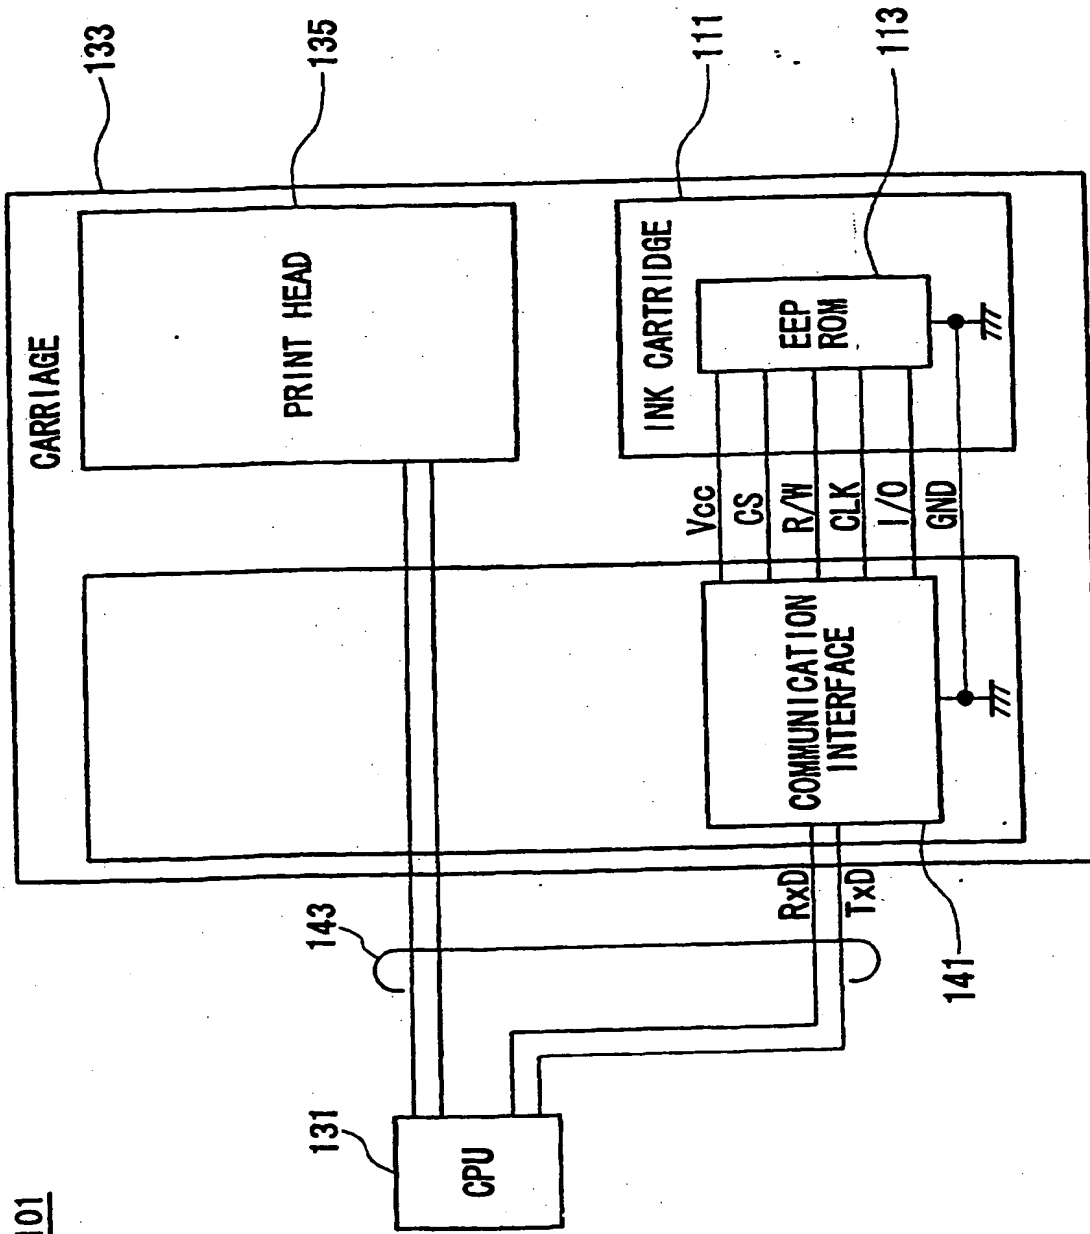 101
CARRIAGE
133
PRINT HEAD
135
143
131
CPU
RxD
TxD
141
COMMUNICATION
INTERFACE
Vcc
CS
R/W
CLK
I/O
GND
INK CARTRIDGE
111
EEP
ROM
113